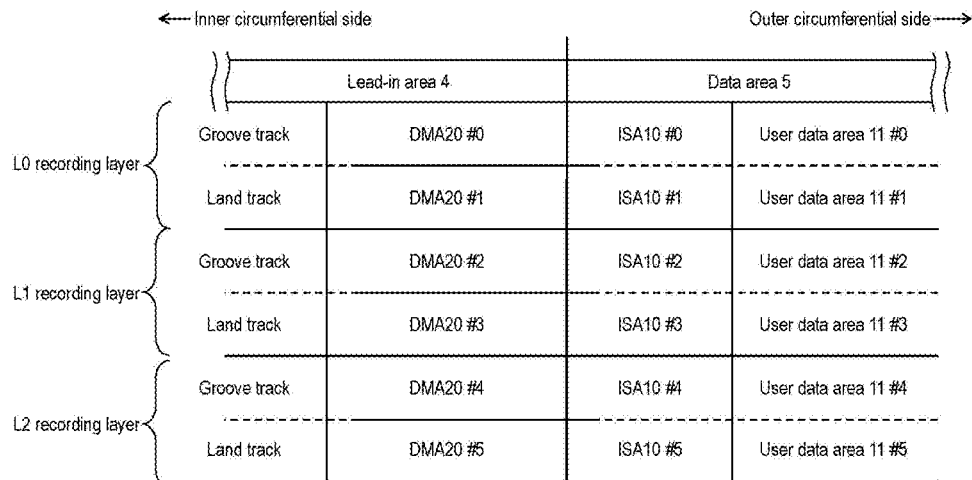 Inner circumferential side Outer circumferential side
Lead-in area 4 Data area 5
Groove track DMA20 #0 ISA10 #0 User data area 11 #0
L0 recording layer
Land track DMA20 #1 ISA10 #1 User data area 11 #1
Groove track DMA20 #2 ISA10 #2 User data area 11 #2
L1 recording layer
Land track DMA20 #3 ISA10 #3 User data area 11 #3
Groove track DMA20 #4 ISA10 #4 User data area 11 #4
L2 recording layer
Land track DMA20 #5 ISA10 #5 User data area 11 #5